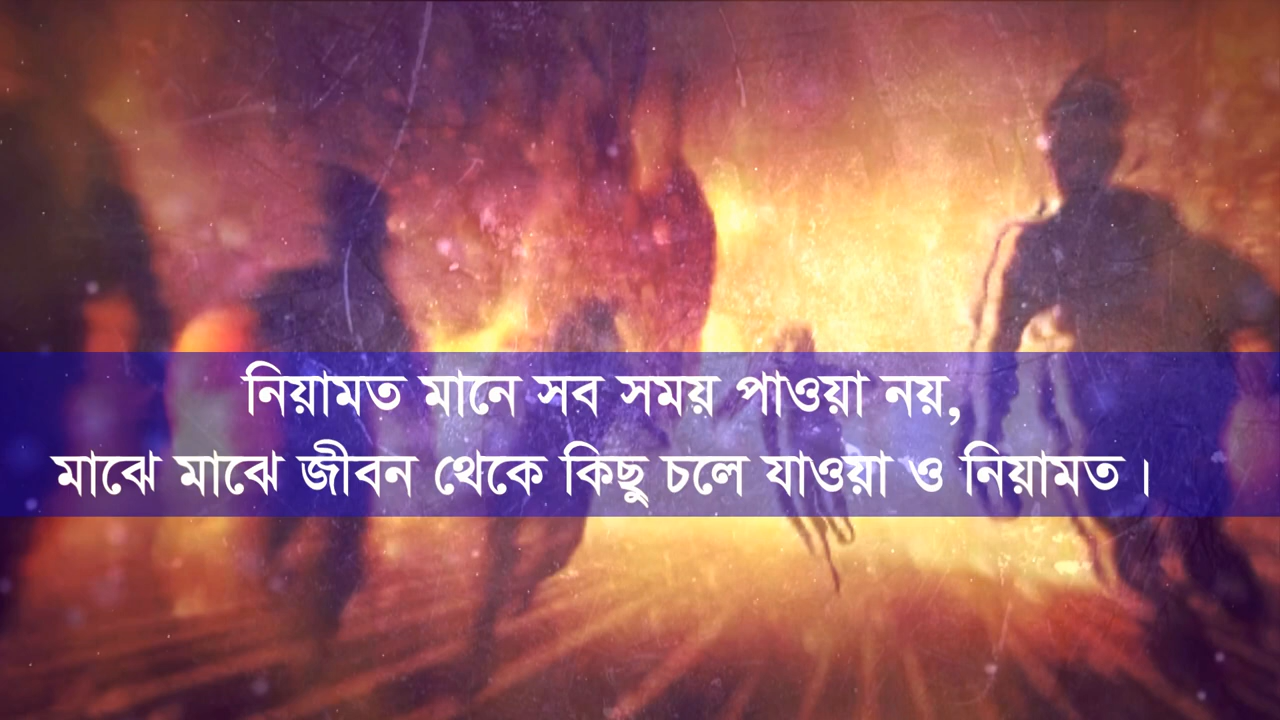 নিয়ামত মানে সব সময় পাওয়া নয়,
মাঝে মাঝে জীবন থেকে কিছু চলে যাওয়া ও নিয়ামত।